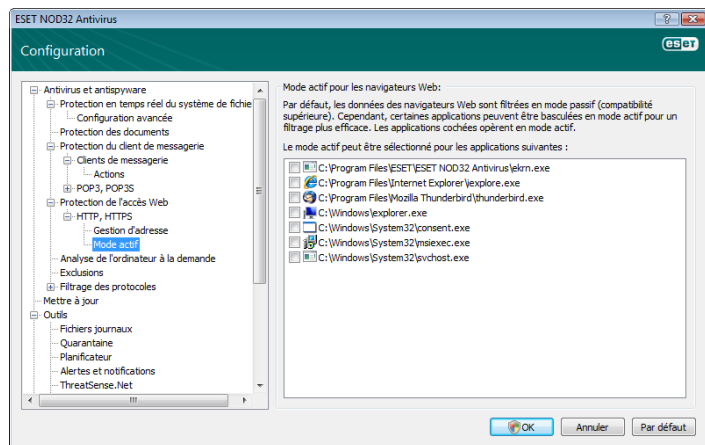 ESET NOD32 Antivirus
Configuration
eset
Antivirus et antispyware
Protection en temps réel du système de fichie
Configuration avancée
Protection des documents
Protection du client de messagerie
Clients de messagerie
Actions
POP3, POP3S
Protection de l'accès Web
HTTP, HTTPS
Gestion d'adresse
Mode actif
Analyse de l'ordinateur à la demande
Exclusions
Filtrage des protocoles
Mettre à jour
Outils
Fichiers journaux
Quarantaine
Planificateur
Alertes et notifications
ThreatSense.Net
Mode actif pour les navigateurs Web:
Par défaut, les données des navigateurs Web sont filtrées en mode passif (compatibilité
supérieure). Cependant, certaines applications peuvent être basculées en mode actif pour un
filtrage plus efficace. Les applications cochées opèrent en mode actif.
Le mode actif peut être sélectionné pour les applications suivantes :
C:\Program Files\ESET\ESET NOD32 Antivirus\ekrn.exe
C:\Program Files\Internet Explorer\iexplore.exe
C:\Program Files\Mozilla Thunderbird\thunderbird.exe
C:\Windows\explorer.exe
C:\Windows\System32\consent.exe
C:\Windows\System32\msiexec.exe
C:\Windows\System32\svchost.exe
OK
Annuler
Par défaut